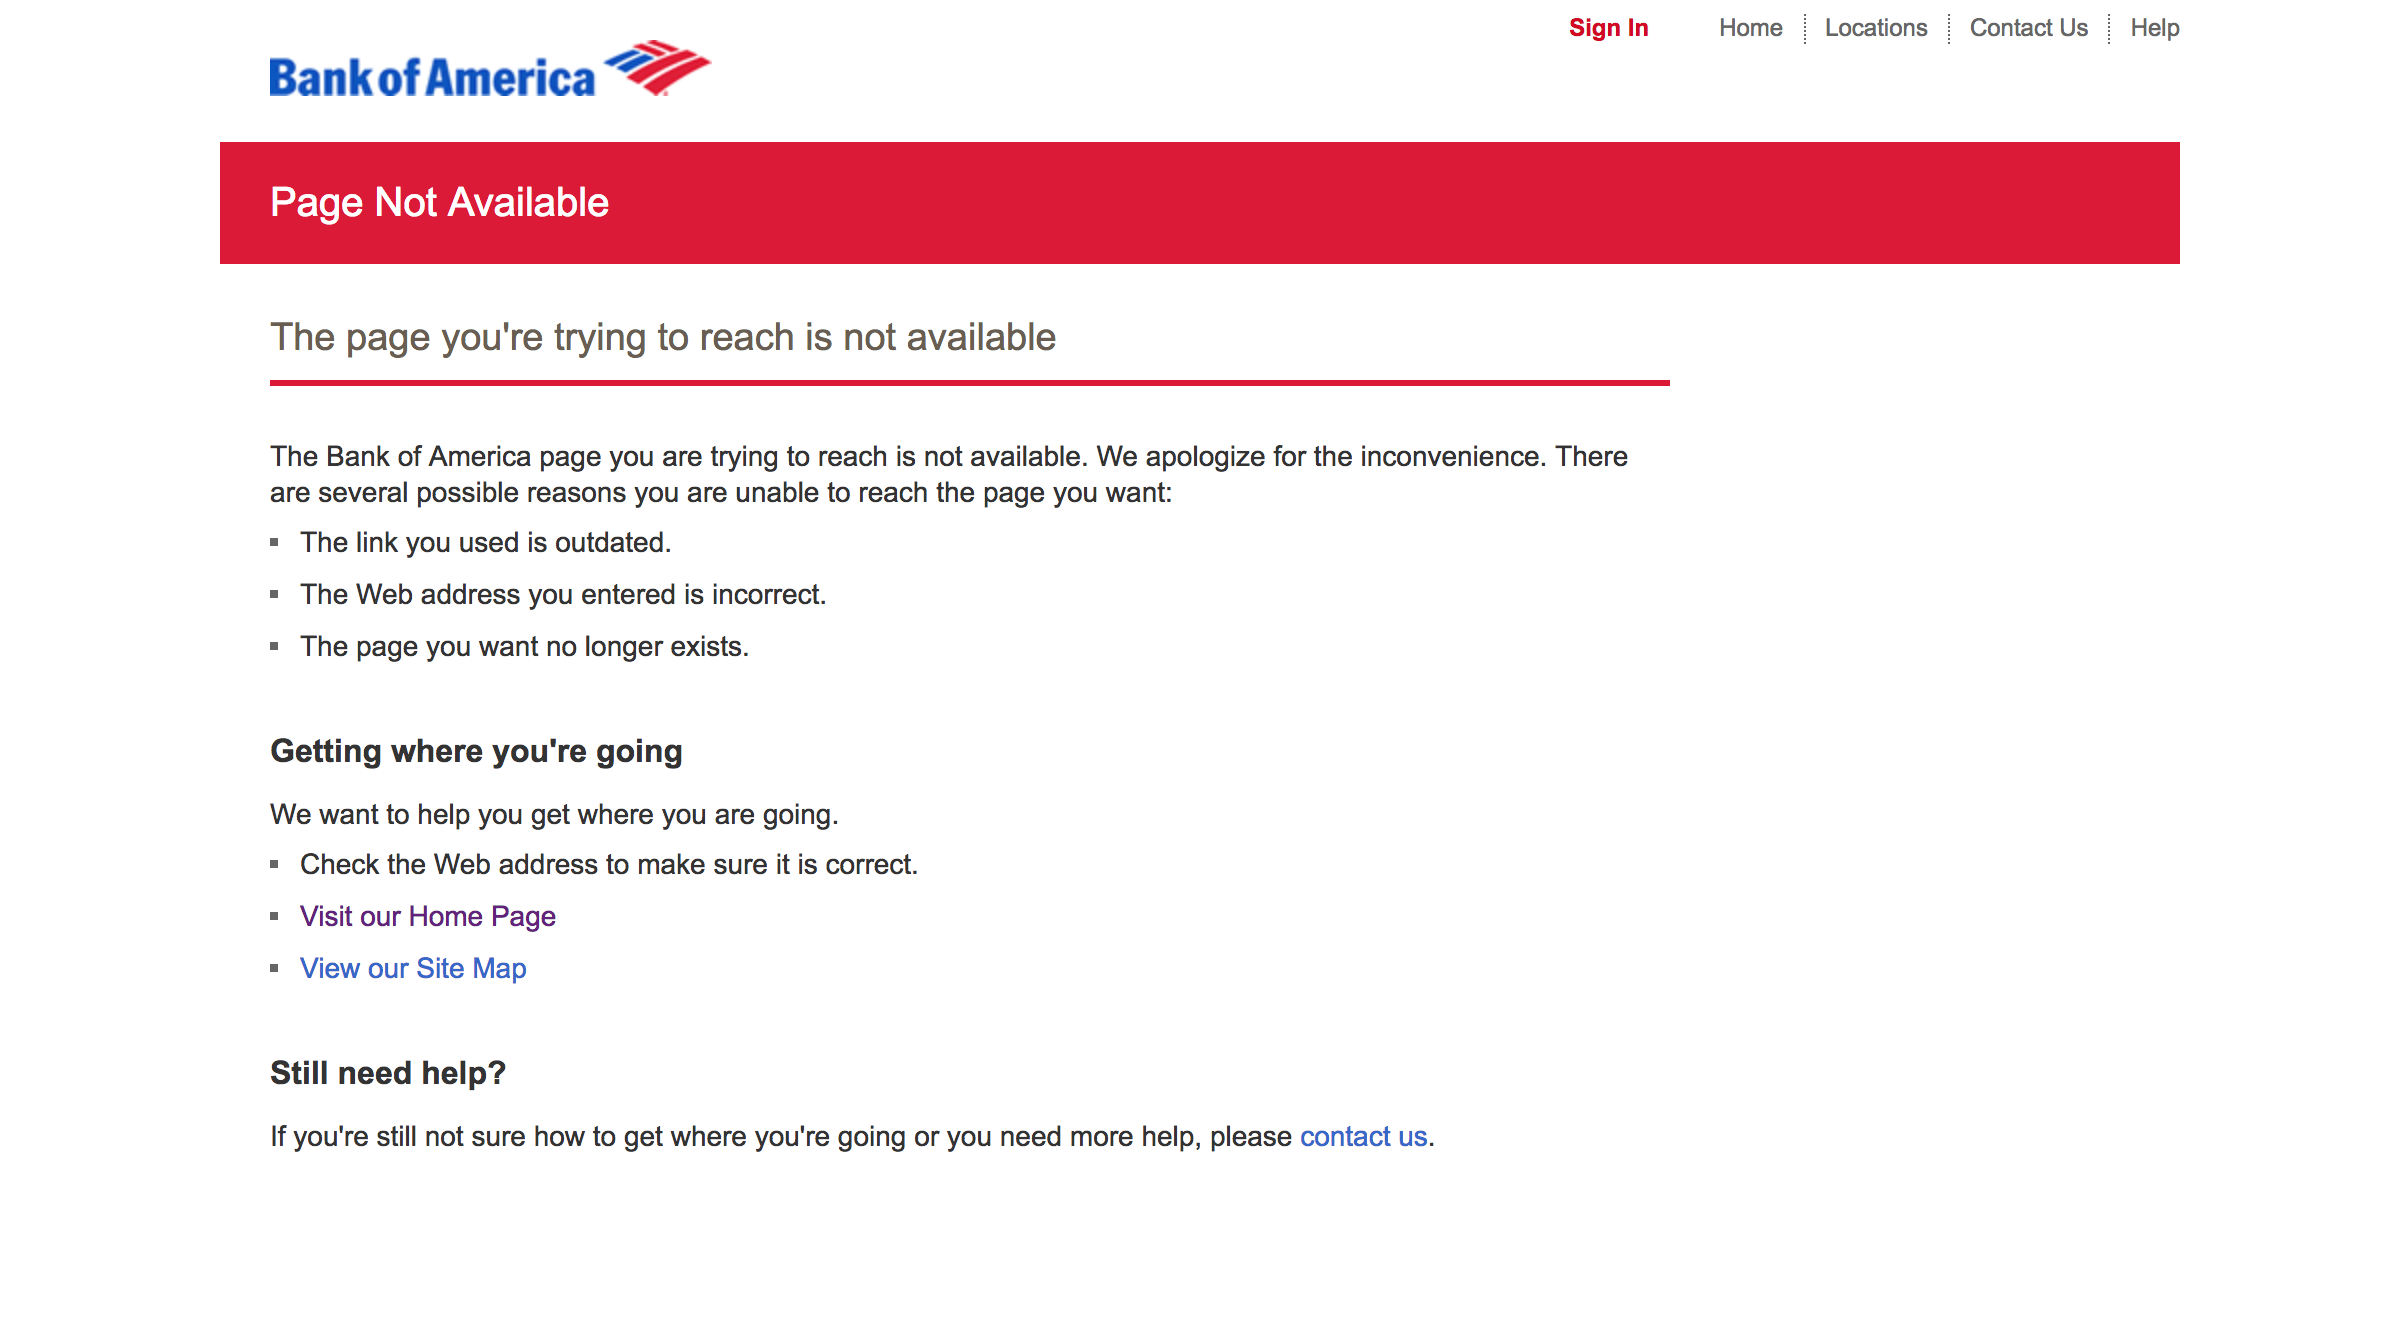 Sign In
Home
Locations
Contact Us
Help
Bank of America
Page Not Available
The page you're trying to reach is not available
The Bank of America page you are trying to reach is not available. We apologize for the inconvenience. There
are several possible reasons you are unable to reach the page you want:
The link you used is outdated.
The Web address you entered is incorrect.
The page you want no longer exists.
Getting where you're going
We want to help you get where you are going.
Check the Web address to make sure it is correct.
Visit our Home Page
View our Site Map
Still need help?
If you're still not sure how to get where you're going or you need more help, please contact us.